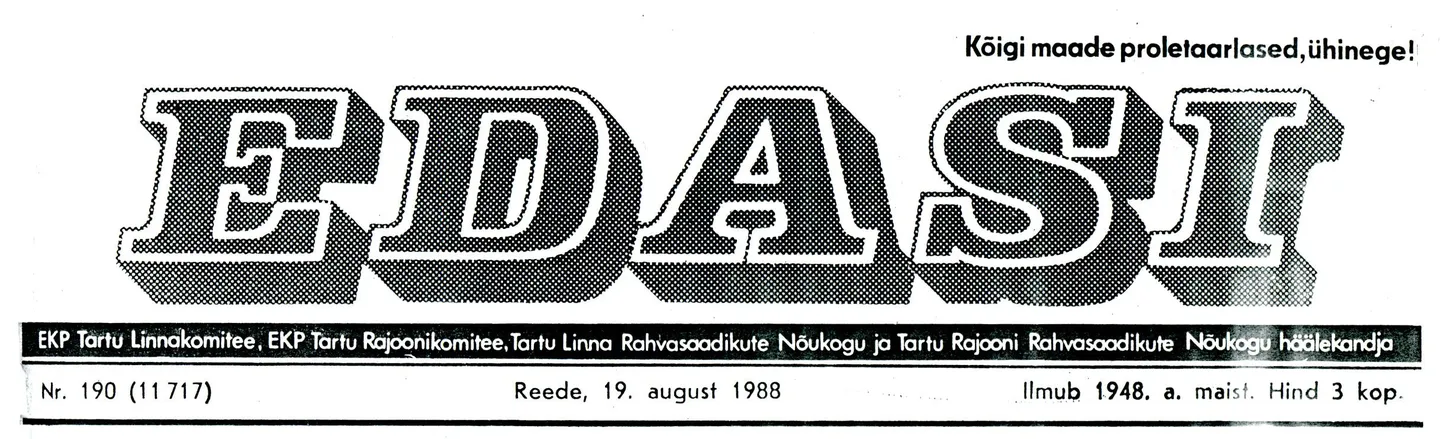 Kõigi maade proletaarlased, ühinege!
EDASI
EKP Tartu Linnakomitee, EKP Tartu Rajoonikomitee, Tartu Linna Rahvasaadikute Nõukogu ja Tartu Rajooni Rahvasaadikute Nõukogu häälekandja
Nr. 190 (11 717) Reede, 19. august 1988 Ilmub 1948. a. maist. Hind 3 kop.